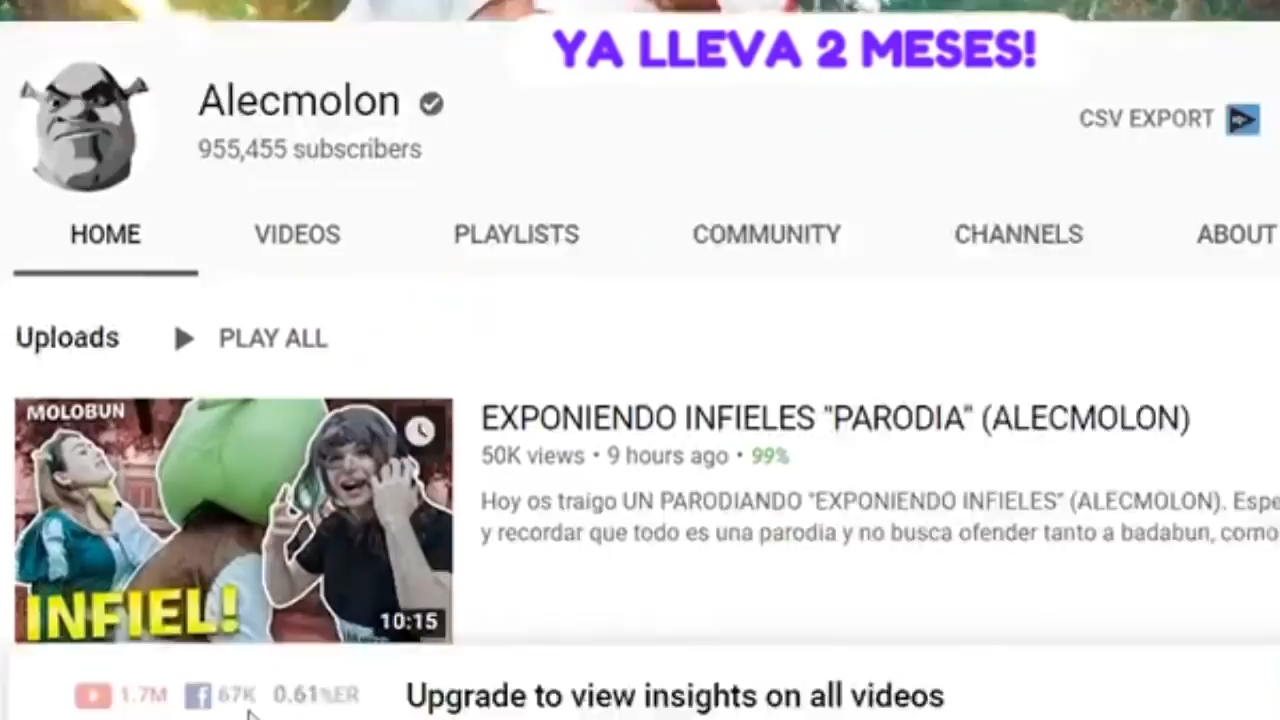 YA LLEVA 2 MESES!
Alecmolon
CSV EXPORT
955,455 subscribers
HOME VIDEOS PLAYLISTS COMMUNITY CHANNELS ABOUT
Uploads PLAY ALL
MOLOBUN
INFIEL!
10:15
EXPONIENDO INFIELES "PARODIA" (ALECMOLON)
50K views • 9 hours ago • 99%
Hoy os traigo UN PARODIANDO "EXPONIENDO INFIELES" (ALECMOLON). Espe
y recordar que todo es una parodia y no busca ofender tanto a badabun, como
1.7M 67K 0.61%ER
Upgrade to view insights on all videos